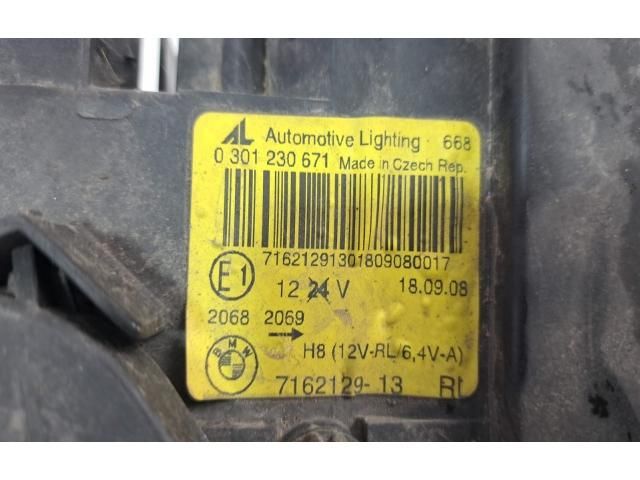 AL Automotive Lighting 668
0 301 230 671 Made in Czech Rep.
71621291301809080017
E1 12 24 V 18.09.08
2068 2069
H8 (12V-RL/6,4V-A)
BMW 7162129-13 RI